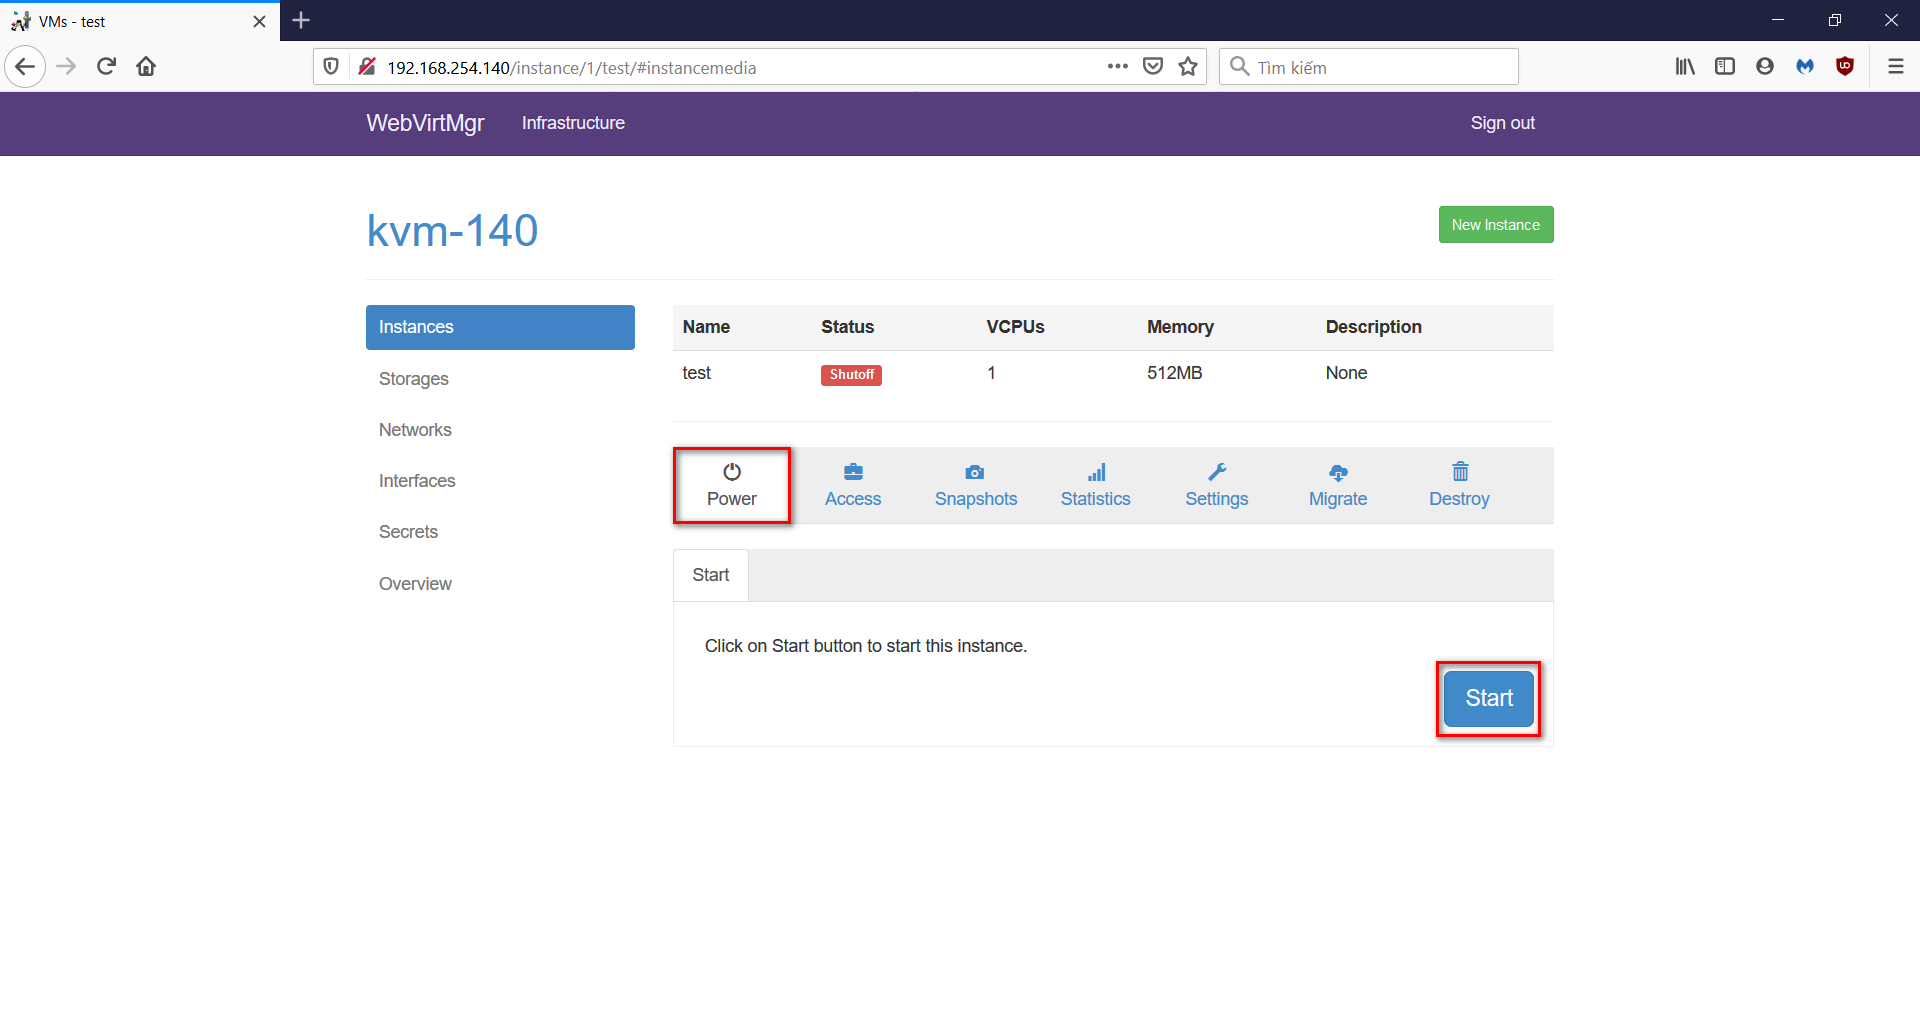 VMs - test
192.168.254.140/instance/1/test/#instancemedia
Tìm kiếm
WebVirtMgr Infrastructure Sign out
kvm-140
New Instance
Instances
Storages
Networks
Interfaces
Secrets
Overview
Name Status VCPUs Memory Description
test Shutoff 1 512MB None
Power Access Snapshots Statistics Settings Migrate Destroy
Start
Click on Start button to start this instance.
Start